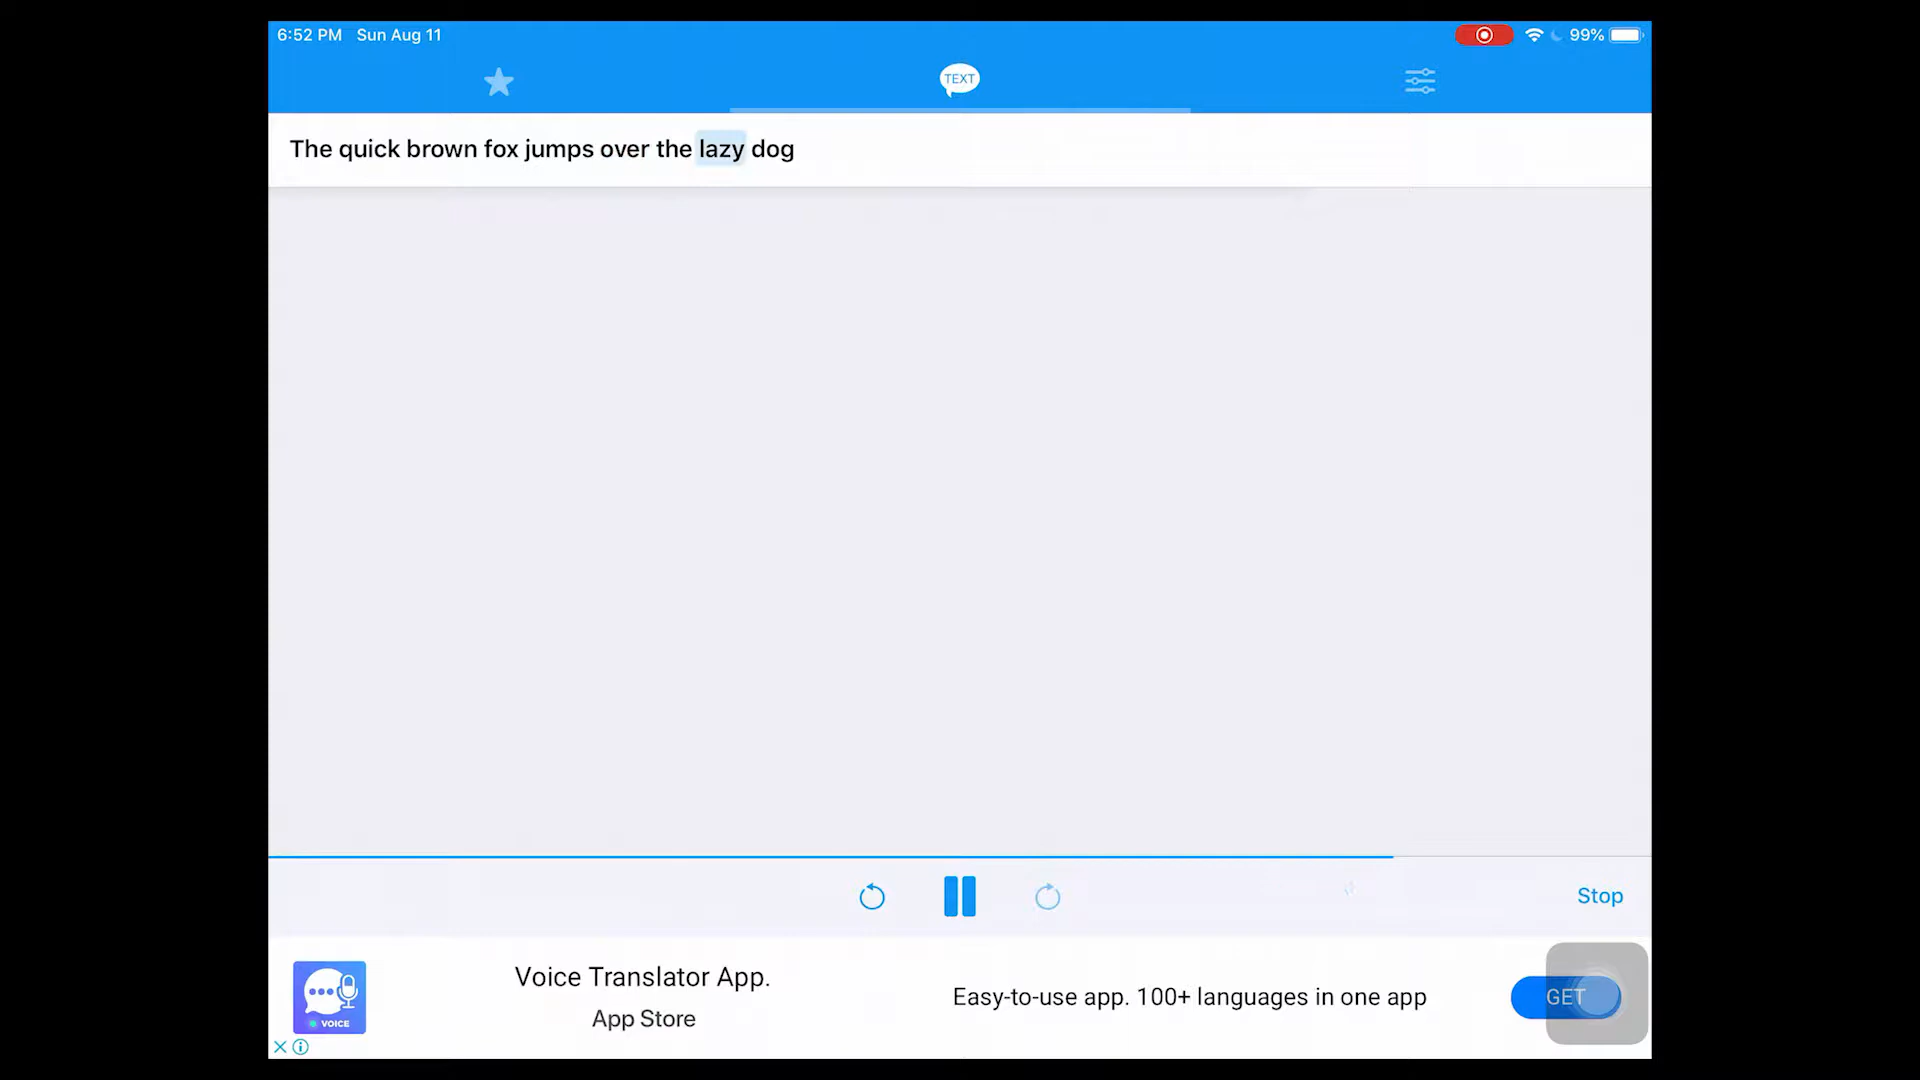 6:52 PM Sun Aug 11 99%
TEXT
The quick brown fox jumps over the lazy dog
Stop
Voice Translator App.
App Store
Easy-to-use app. 100+ languages in one app
GET
VOICE